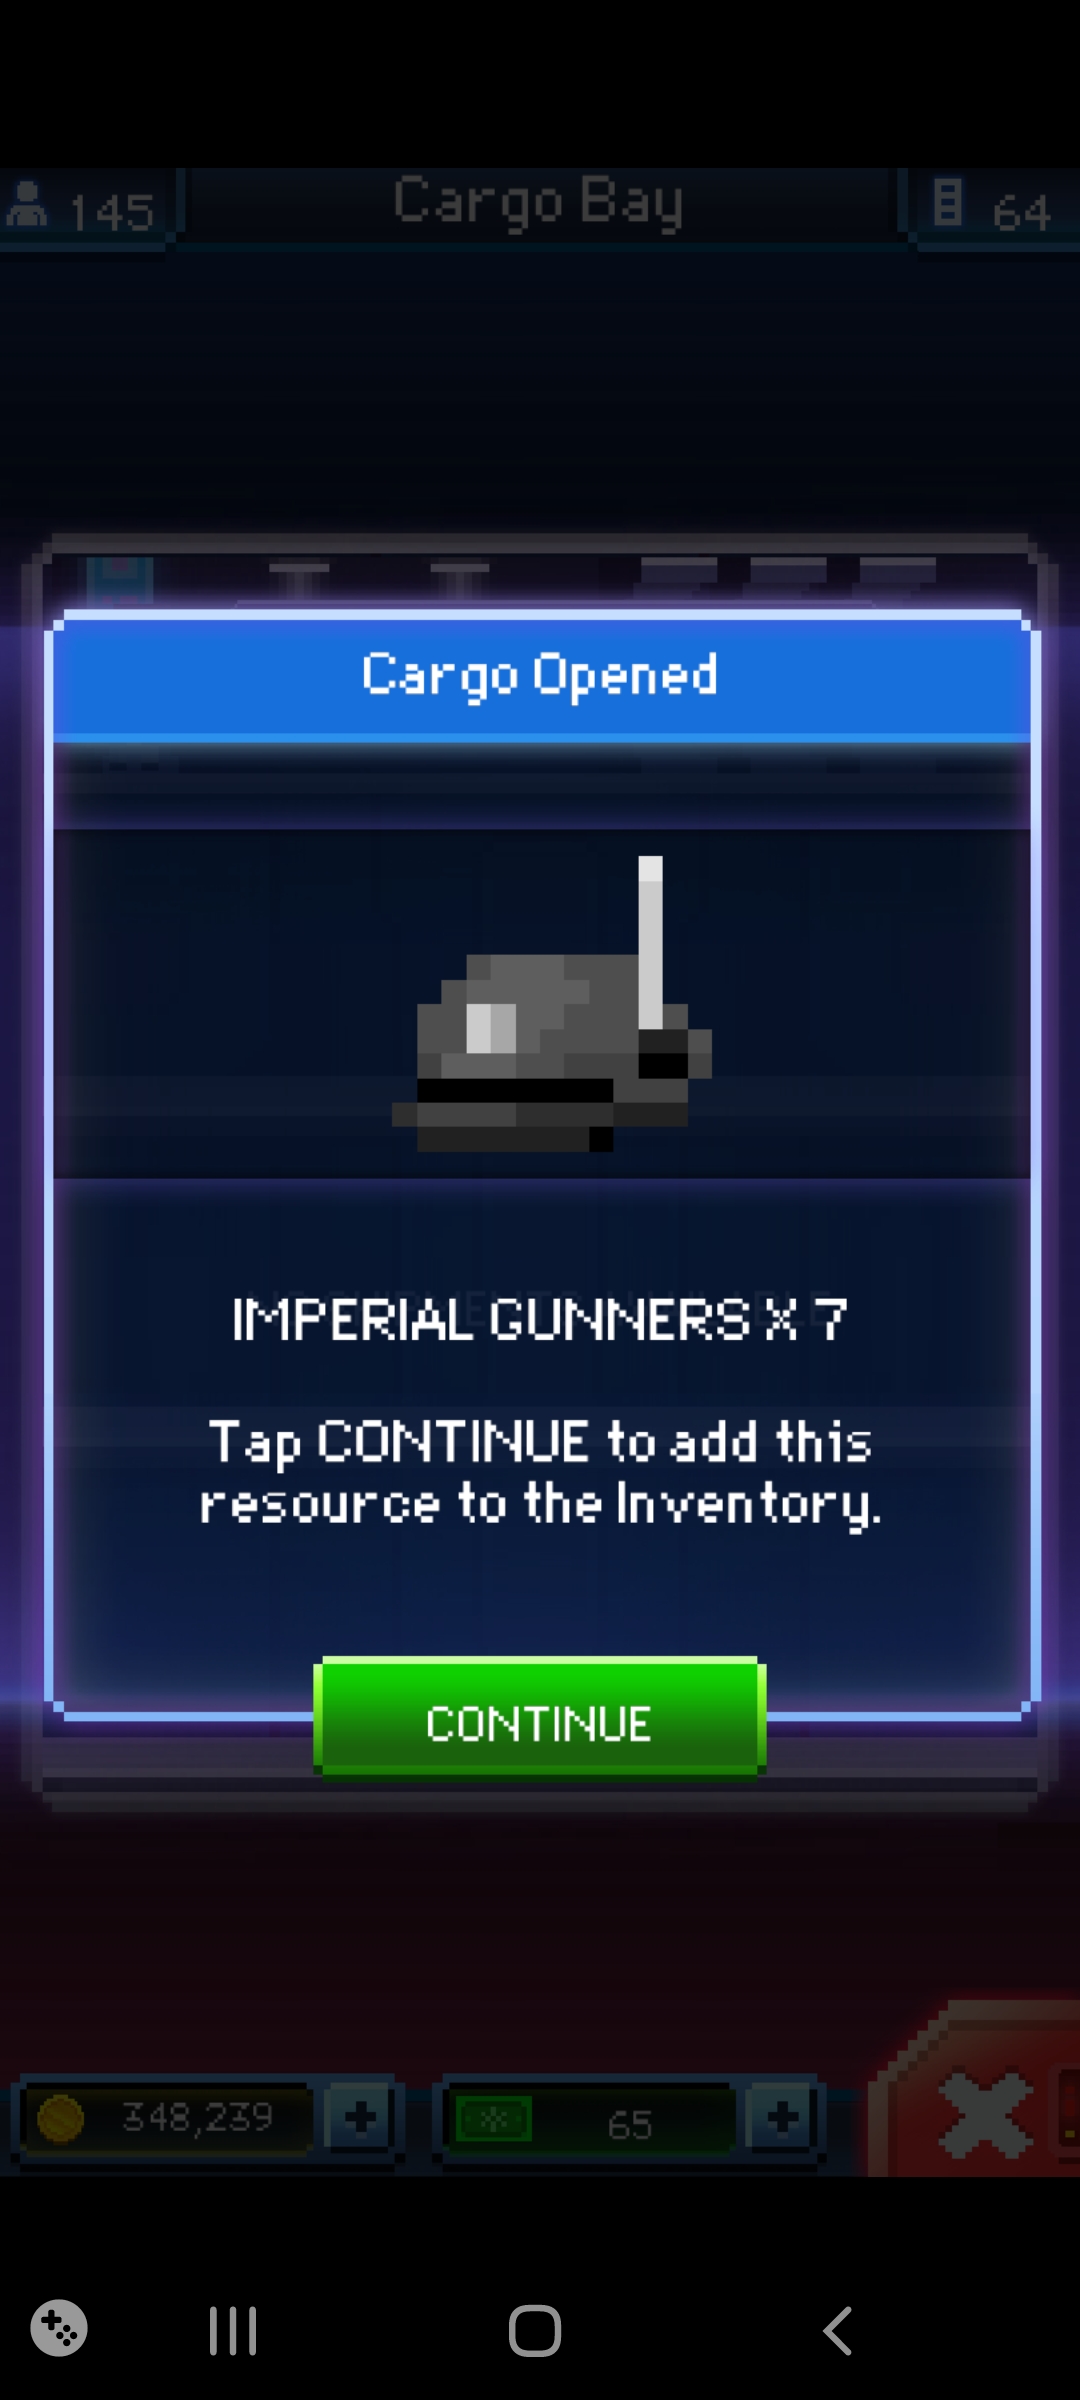 145
Cargo Bay
64
Cargo Opened
IMPERIAL GUNNERS X 7
Tap CONTINUE to add this
resource to the Inventory.
CONTINUE
348,239
65